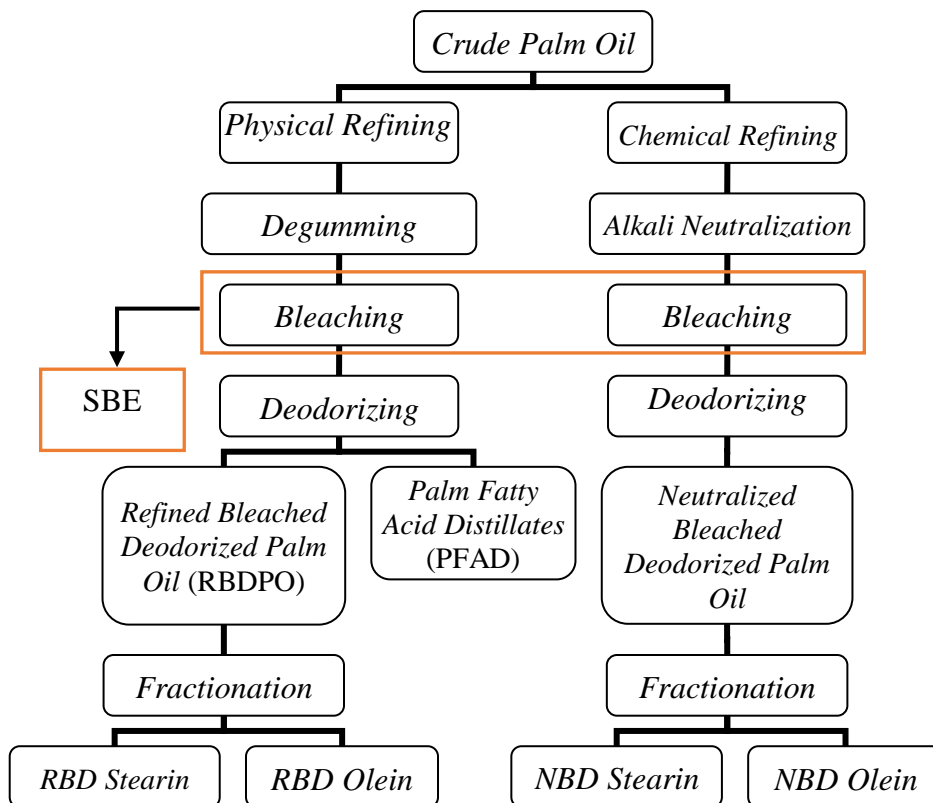 Crude Palm Oil
Physical Refining
Chemical Refining
Degumming
Alkali Neutralization
Bleaching
Bleaching
SBE
Deodorizing
Deodorizing
Refined Bleached
Deodorized Palm
Oil (RBDPO)
Palm Fatty
Acid Distillates
(PFAD)
Neutralized
Bleached
Deodorized Palm
Oil
Fractionation
Fractionation
RBD Stearin
RBD Olein
NBD Stearin
NBD Olein